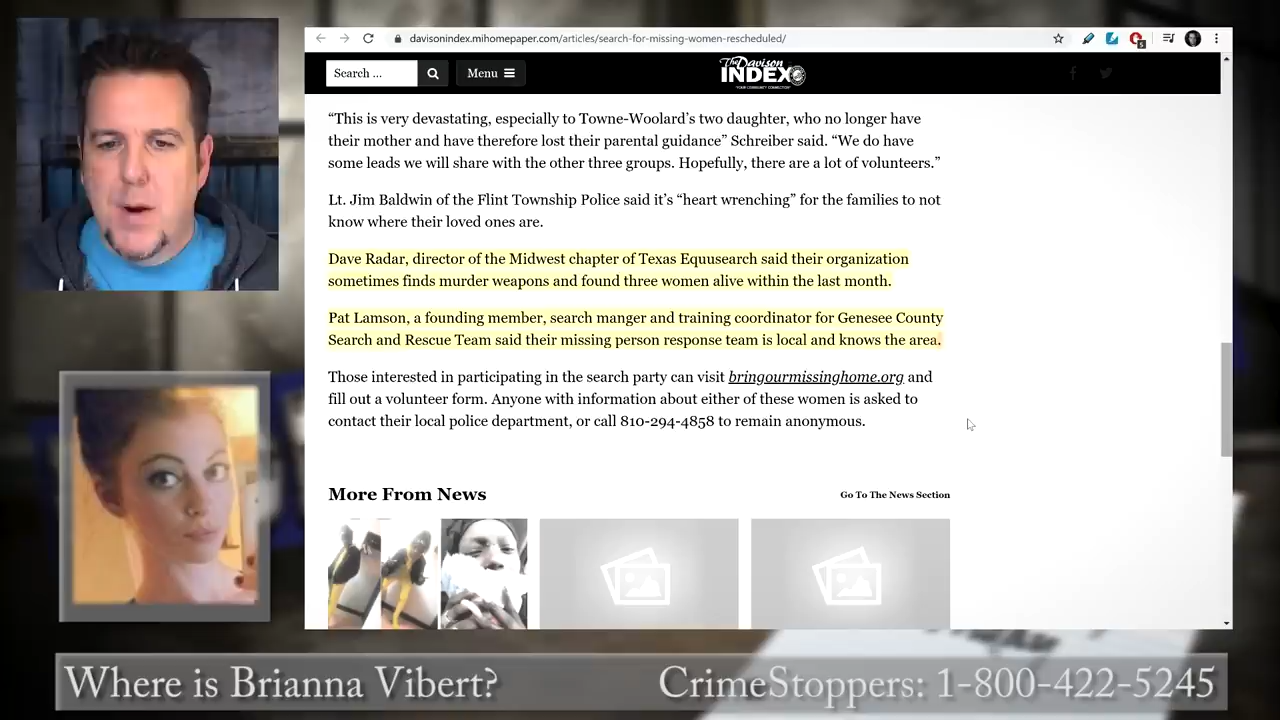 davisonindex.mihomepaper.com/articles/search-for-missing-women-rescheduled/
Search ...
Menu
The Davison
INDEX
"This is very devastating, especially to Towne-Woolard's two daughter, who no longer have
their mother and have therefore lost their parental guidance" Schreiber said. "We do have
some leads we will share with the other three groups. Hopefully, there are a lot of volunteers."
Lt. Jim Baldwin of the Flint Township Police said it's "heart wrenching" for the families to not
know where their loved ones are.
Dave Radar, director of the Midwest chapter of Texas Equusearch said their organization
sometimes finds murder weapons and found three women alive within the last month.
Pat Lamson, a founding member, search manger and training coordinator for Genesee County
Search and Rescue Team said their missing person response team is local and knows the area.
Those interested in participating in the search party can visit bringourmissinghome.org and
fill out a volunteer form. Anyone with information about either of these women is asked to
contact their local police department, or call 810-294-4858 to remain anonymous.
More From News
Go To The News Section
Where is Brianna Vibert?
CrimeStoppers: 1-800-422-5245